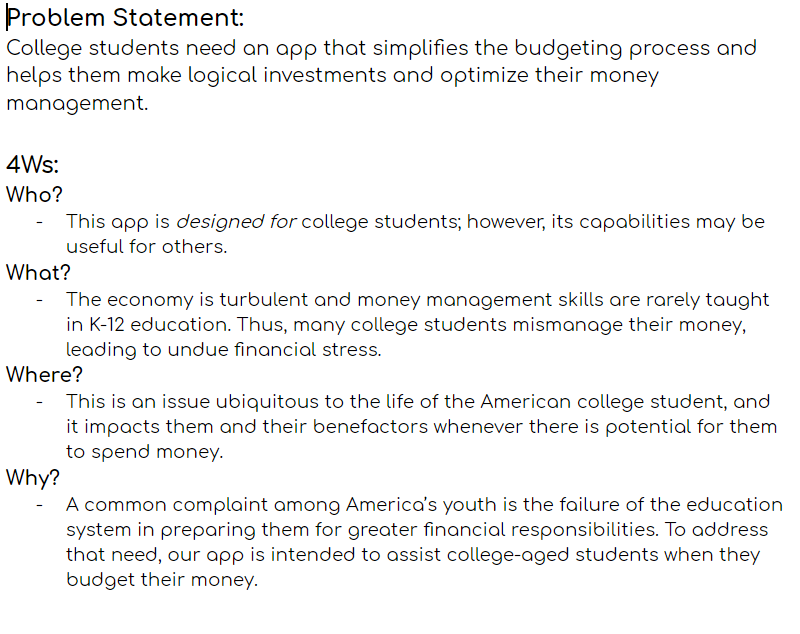 Problem Statement:
College students need an app that simplifies the budgeting process and
helps them make logical investments and optimize their money
management.
4Ws:
Who?
- This app is designed for college students; however, its capabilities may be
useful for others.
What?
- The economy is turbulent and money management skills are rarely taught
in K-12 education. Thus, many college students mismanage their money,
leading to undue financial stress.
Where?
- This is an issue ubiquitous to the life of the American college student, and
it impacts them and their benefactors whenever there is potential for them
to spend money.
Why?
- A common complaint among America's youth is the failure of the education
system in preparing them for greater financial responsibilities. To address
that need, our app is intended to assist college-aged students when they
budget their money.